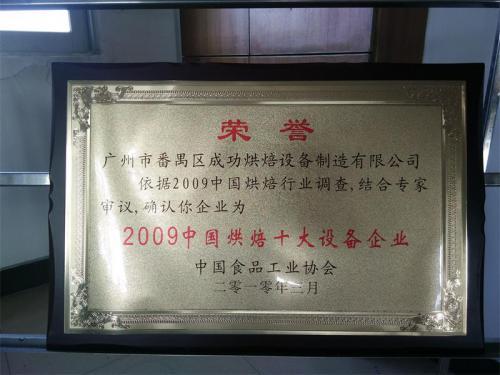 荣誉
广州市番禺区成功烘焙设备制造有限公司
依据2009中国烘焙行业调查,结合专家
审议,确认你企业为
2009中国烘焙十大设备企业
中国食品工业协会
二零一零年三月